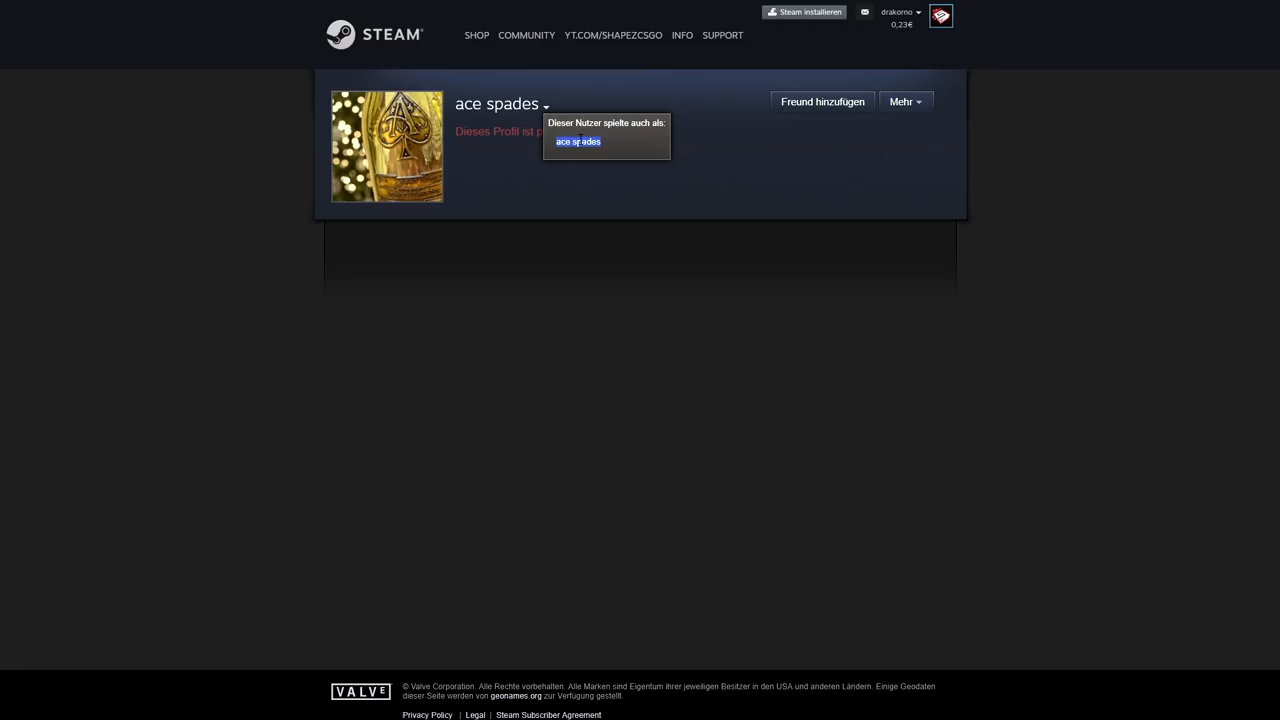 Steam installieren
drakorno
0,23€
STEAM®
SHOP COMMUNITY YT.COM/SHAPEZCSGO INFO SUPPORT
ace spades
Freund hinzufügen
Mehr
Dieser Nutzer spielte auch als:
Dieses Profil ist
ace spades
VALVE
© Valve Corporation. Alle Rechte vorbehalten. Alle Marken sind Eigentum ihrer jeweiligen Besitzer in den USA und anderen Ländern. Einige Geodaten
dieser Seite werden von geonames.org zur Verfügung gestellt.
Privacy Policy | Legal | Steam Subscriber Agreement